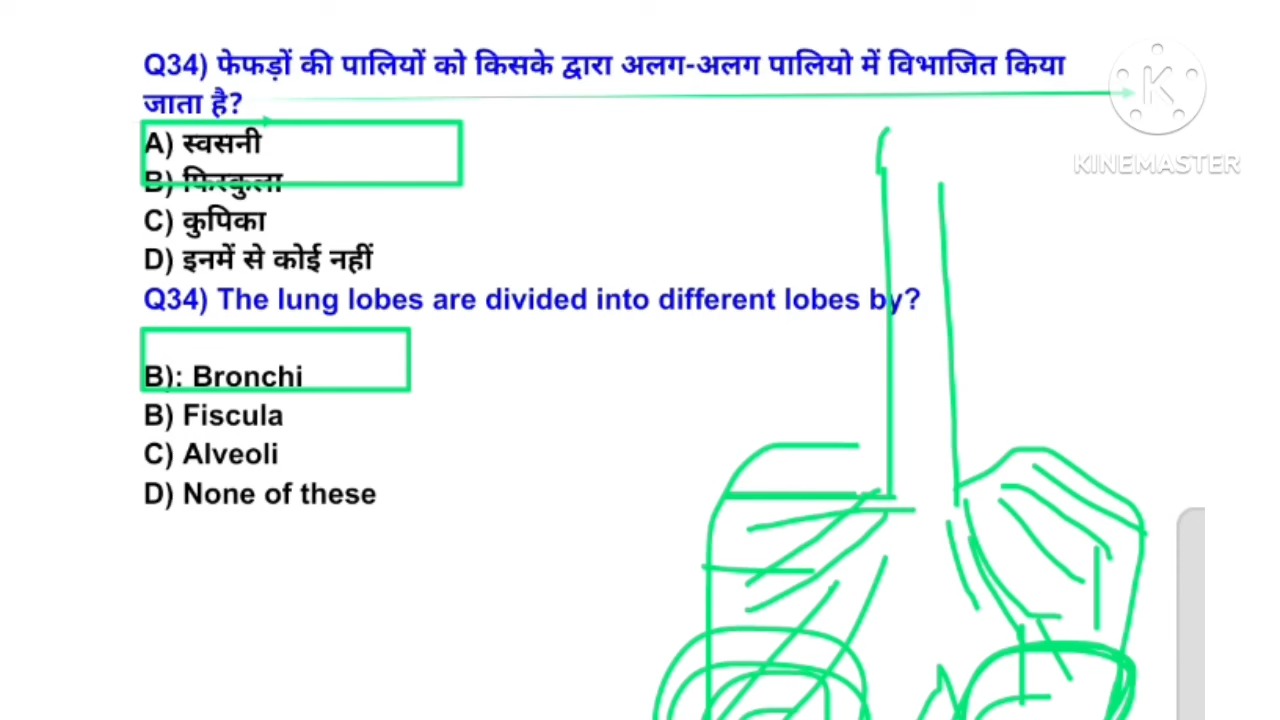 Q34) फेफड़ों की पालियों को किसके द्वारा अलग-अलग पालियो में विभाजित किया
जाता है?
A) स्वसनी
B) फिस्कुला
C) कुपिका
D) इनमें से कोई नहीं
Q34) The lung lobes are divided into different lobes by?
B): Bronchi
B) Fiscula
C) Alveoli
D) None of these
KINEMASTER